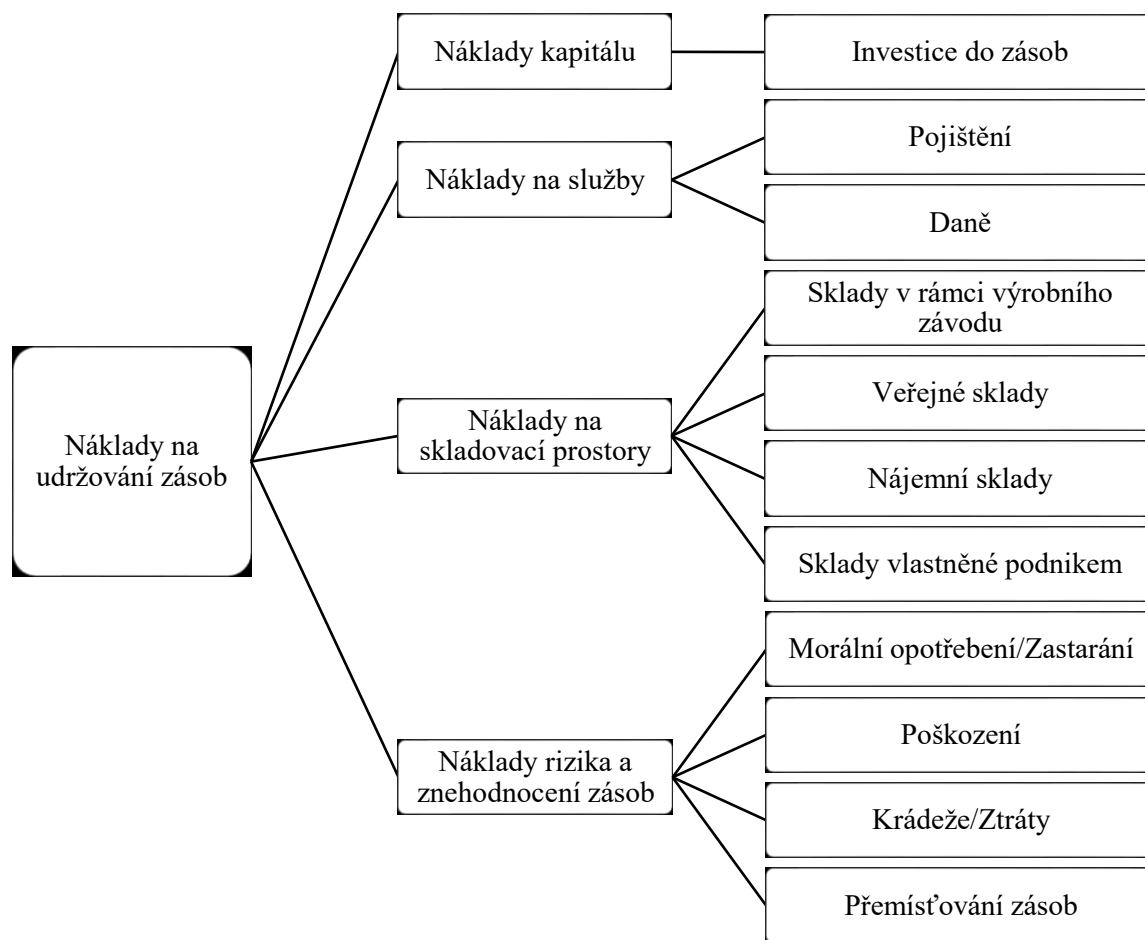 Náklady na
udržování zásob
Náklady kapitálu
Investice do zásob
Náklady na služby
Pojištění
Daně
Náklady na
skladovací prostory
Sklady v rámci výrobního
závodu
Veřejné sklady
Nájemní sklady
Sklady vlastněné podnikem
Náklady rizika a
znehodnocení zásob
Morální opotřebení/Zastarání
Poškození
Krádeže/Ztráty
Přemísťování zásob